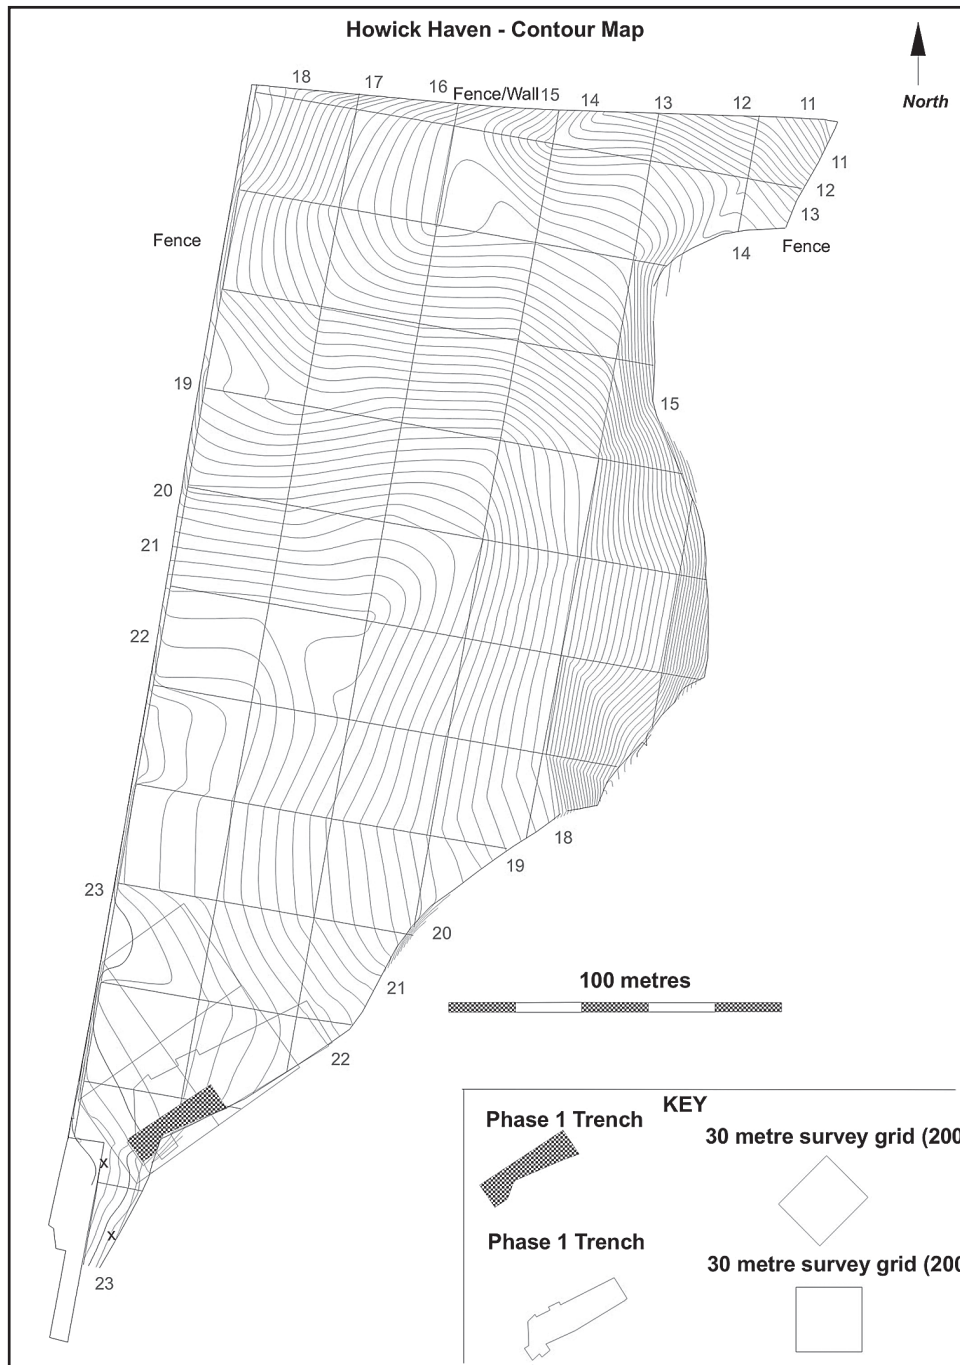 Howick Haven - Contour Map
North
18
17
16
Fence/Wall
15
14
13
12
11
11
12
13
Fence
14
Fence
19
15
20
21
22
18
19
23
20
21
22
23
x
x
100 metres
KEY
Phase 1 Trench
30 metre survey grid (200
Phase 1 Trench
30 metre survey grid (200